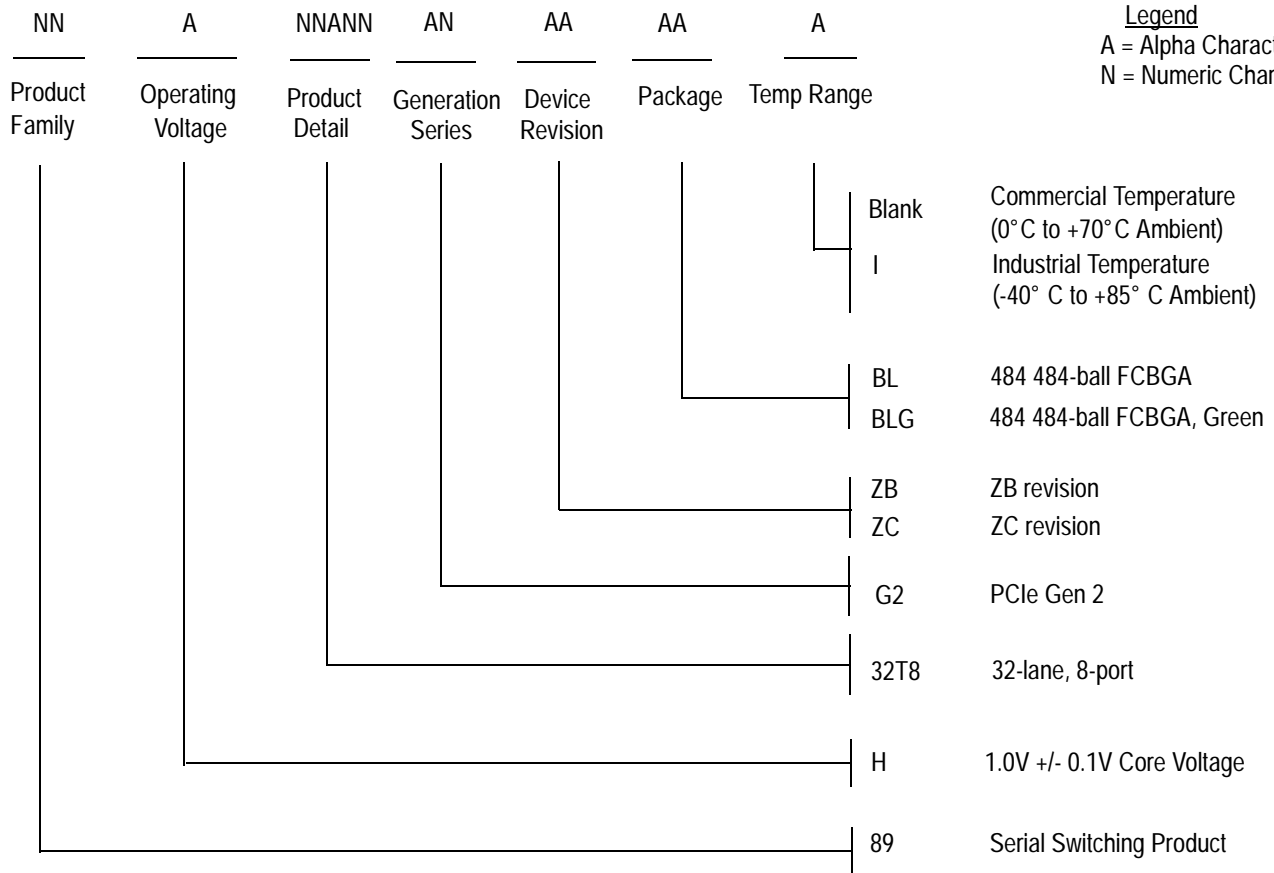 NN A NNANN AN AA AA A
Legend
A = Alpha
N = Numeric
Product Family
Operating Voltage
Product Detail
Generation Series
Device Revision
Package
Temp Range
Blank Commercial Temperature
(0°C to +70°C Ambient)
I Industrial Temperature
(-40° C to +85° C Ambient)
BL 484 484-ball FCBGA
BLG 484 484-ball FCBGA, Green
ZB ZB revision
ZC ZC revision
G2 PCIe Gen 2
32T8 32-lane, 8-port
H 1.0V +/- 0.1V Core Voltage
89 Serial Switching Product